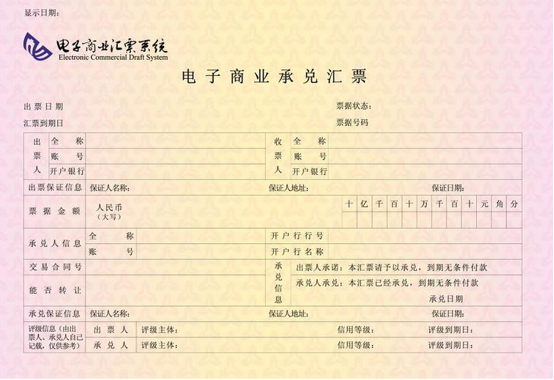 显示日期：
电子商业汇票系统
Electronic Commercial Draft System
电子商业承兑汇票
出票日期 票据状态：
汇票到期日 票据号码
出票人 全称 收票人 全称
账号 账号
开户银行 开户银行
出票保证信息 保证人名称： 保证人地址： 保证日期：
票据金额 人民币（大写） 十 亿 千 百 十 万 千 百 十 元 角 分
承兑人信息 全称 开户行行号
账号 开户行名称
交易合同号 承兑信息 出票人承诺：本汇票请予以承兑，到期无条件付款
能否转让 承兑人承兑：本汇票已经承兑，到期无条件付款
承兑日期
承兑保证信息 保证人名称： 保证人地址： 保证日期：
评级信息（由出票人、承兑人自己记载，仅供参考） 出票人 评级主体： 信用等级： 评级到期日：
承兑人 评级主体： 信用等级： 评级到期日：